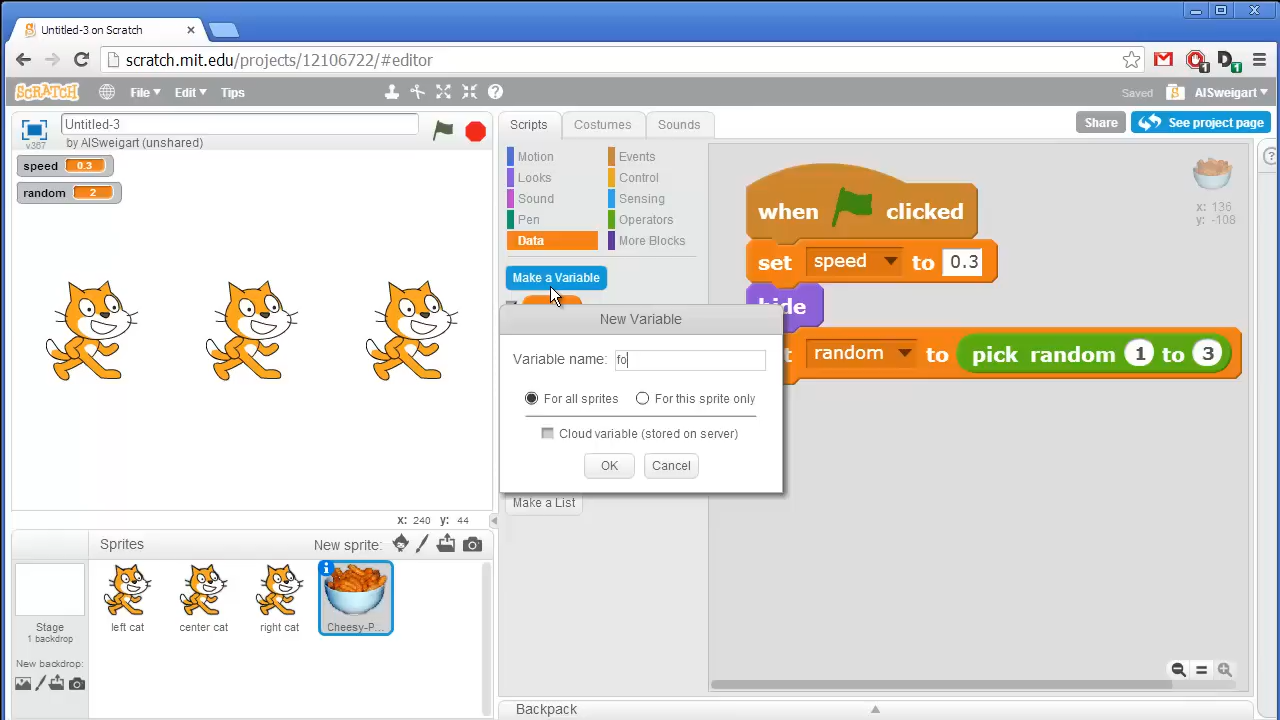 Untitled-3 on Scratch
scratch.mit.edu/projects/12106722/#editor
1
1
SCRATCH
File
Edit
Tips
Saved
AlSweigart
Untitled-3
by AlSweigart (unshared)
v387
Scripts
Costumes
Sounds
Share
See project page
speed 0.3
random 2
Motion
Looks
Sound
Pen
Data
Events
Control
Sensing
Operators
More Blocks
Make a Variable
New Variable
Variable name: fo
For all sprites
For this sprite only
Cloud variable (stored on server)
OK
Cancel
Make a List
when clicked
set speed to 0.3
random to pick random 1 to 3
x: 136
y: -108
x: 240 y: 44
Sprites
New sprite:
Stage
1 backdrop
New backdrop:
left cat
center cat
right cat
Cheesy-P...
Backpack